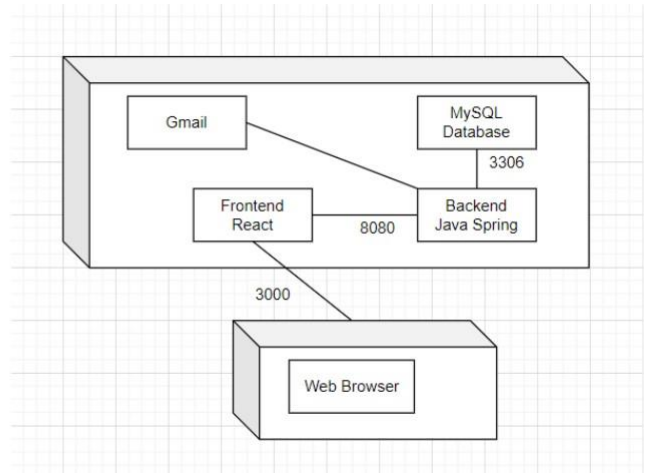 Gmail
MySQL
Database
3306
Frontend
React
8080
Backend
Java Spring
3000
Web Browser